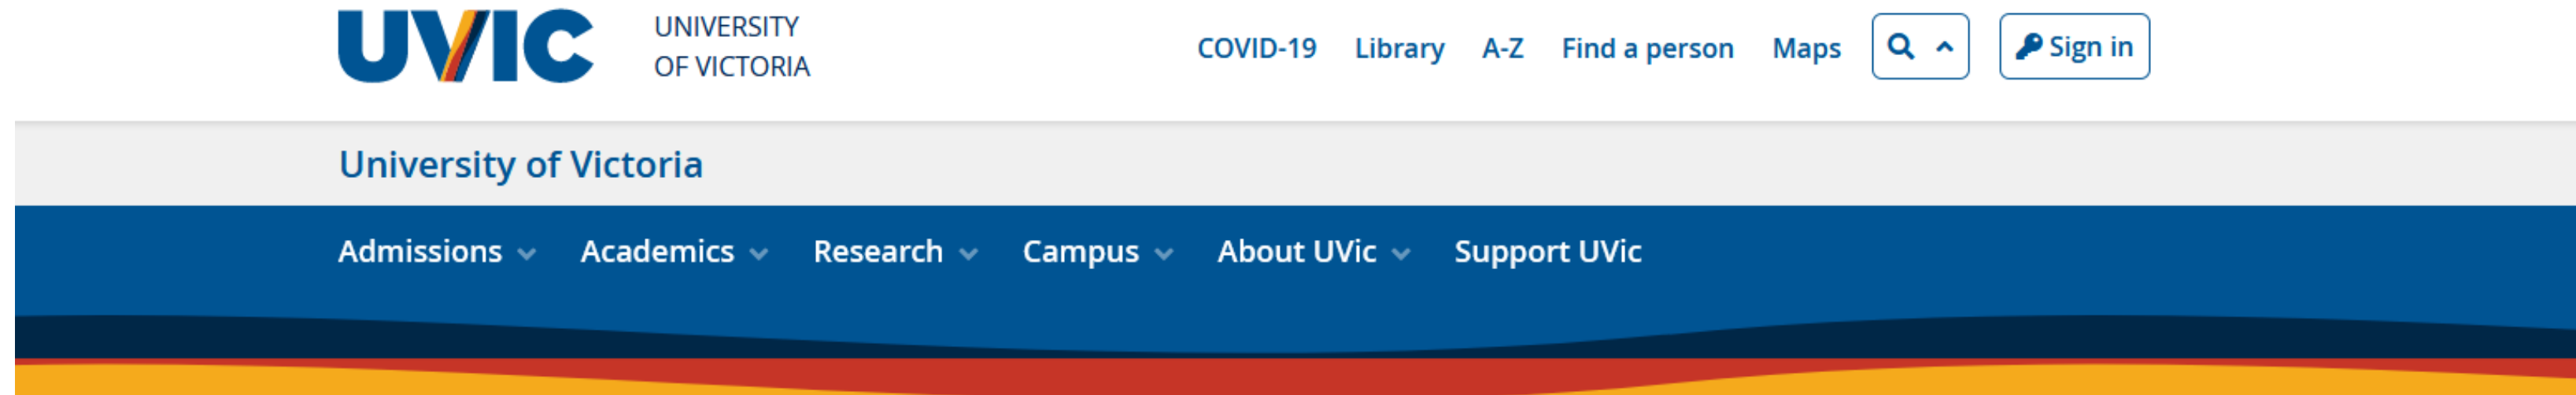 UVIC
UNIVERSITY
OF VICTORIA
COVID-19 Library A-Z Find a person Maps Sign in
University of Victoria
Admissions Academics Research Campus About UVic Support UVic